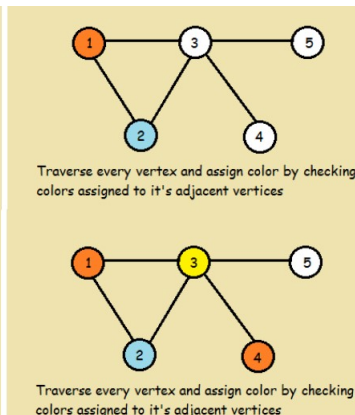 1
3
5
2
4
Traverse every vertex and assign color by checking
colors assigned to it's adjacent vertices
1
3
5
2
4
Traverse every vertex and assign color by checking
colors assigned to it's adjacent vertices